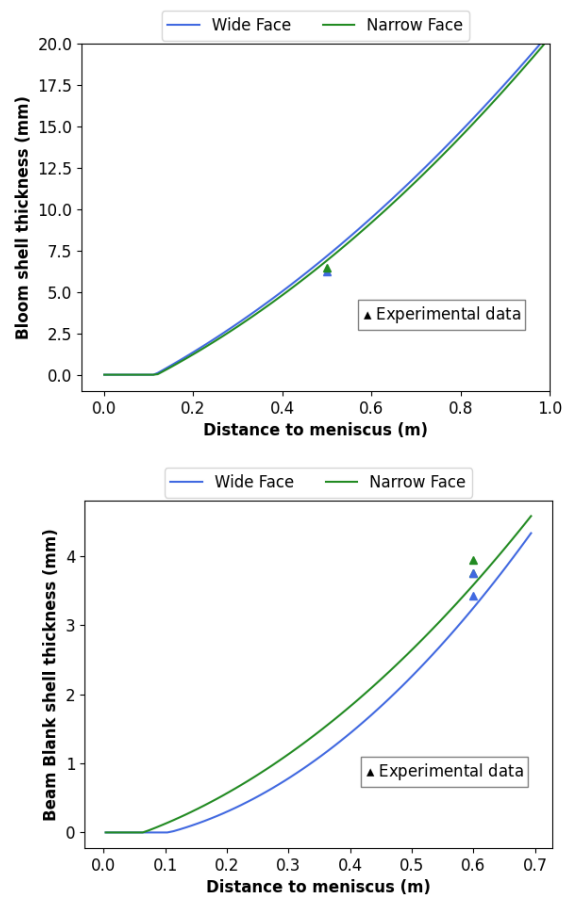 Wide Face Narrow Face
20.0
17.5
15.0
12.5
10.0
7.5
5.0
2.5
0.0
Bloom shell thickness (mm)
▲ Experimental data
0.0 0.2 0.4 0.6 0.8 1.0
Distance to meniscus (m)
Wide Face Narrow Face
4
3
2
1
0
Beam Blank shell thickness (mm)
▲ Experimental data
0.0 0.1 0.2 0.3 0.4 0.5 0.6 0.7
Distance to meniscus (m)